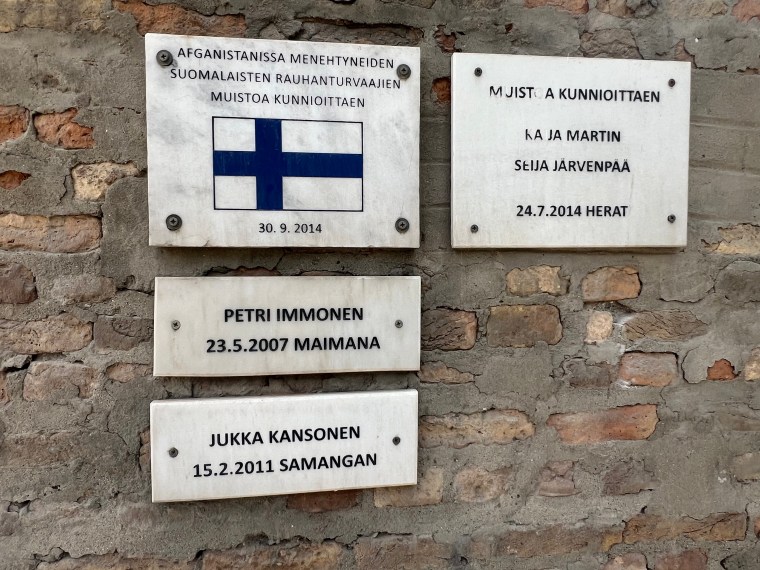 AFGANISTANISSA MENEHTYNEIDEN
SUOMALAISTEN RAUHANTURVAAJIEN
MUISTOA KUNNIOITTAEN
30. 9. 2014
PETRI IMMONEN
23.5.2007 MAIMANA
JUKKA KANSONEN
15.2.2011 SAMANGAN
MUISTOA KUNNIOITTAEN
KAIJA MARTIN
SEIJA JÄRVENPÄÄ
24.7.2014 HERAT